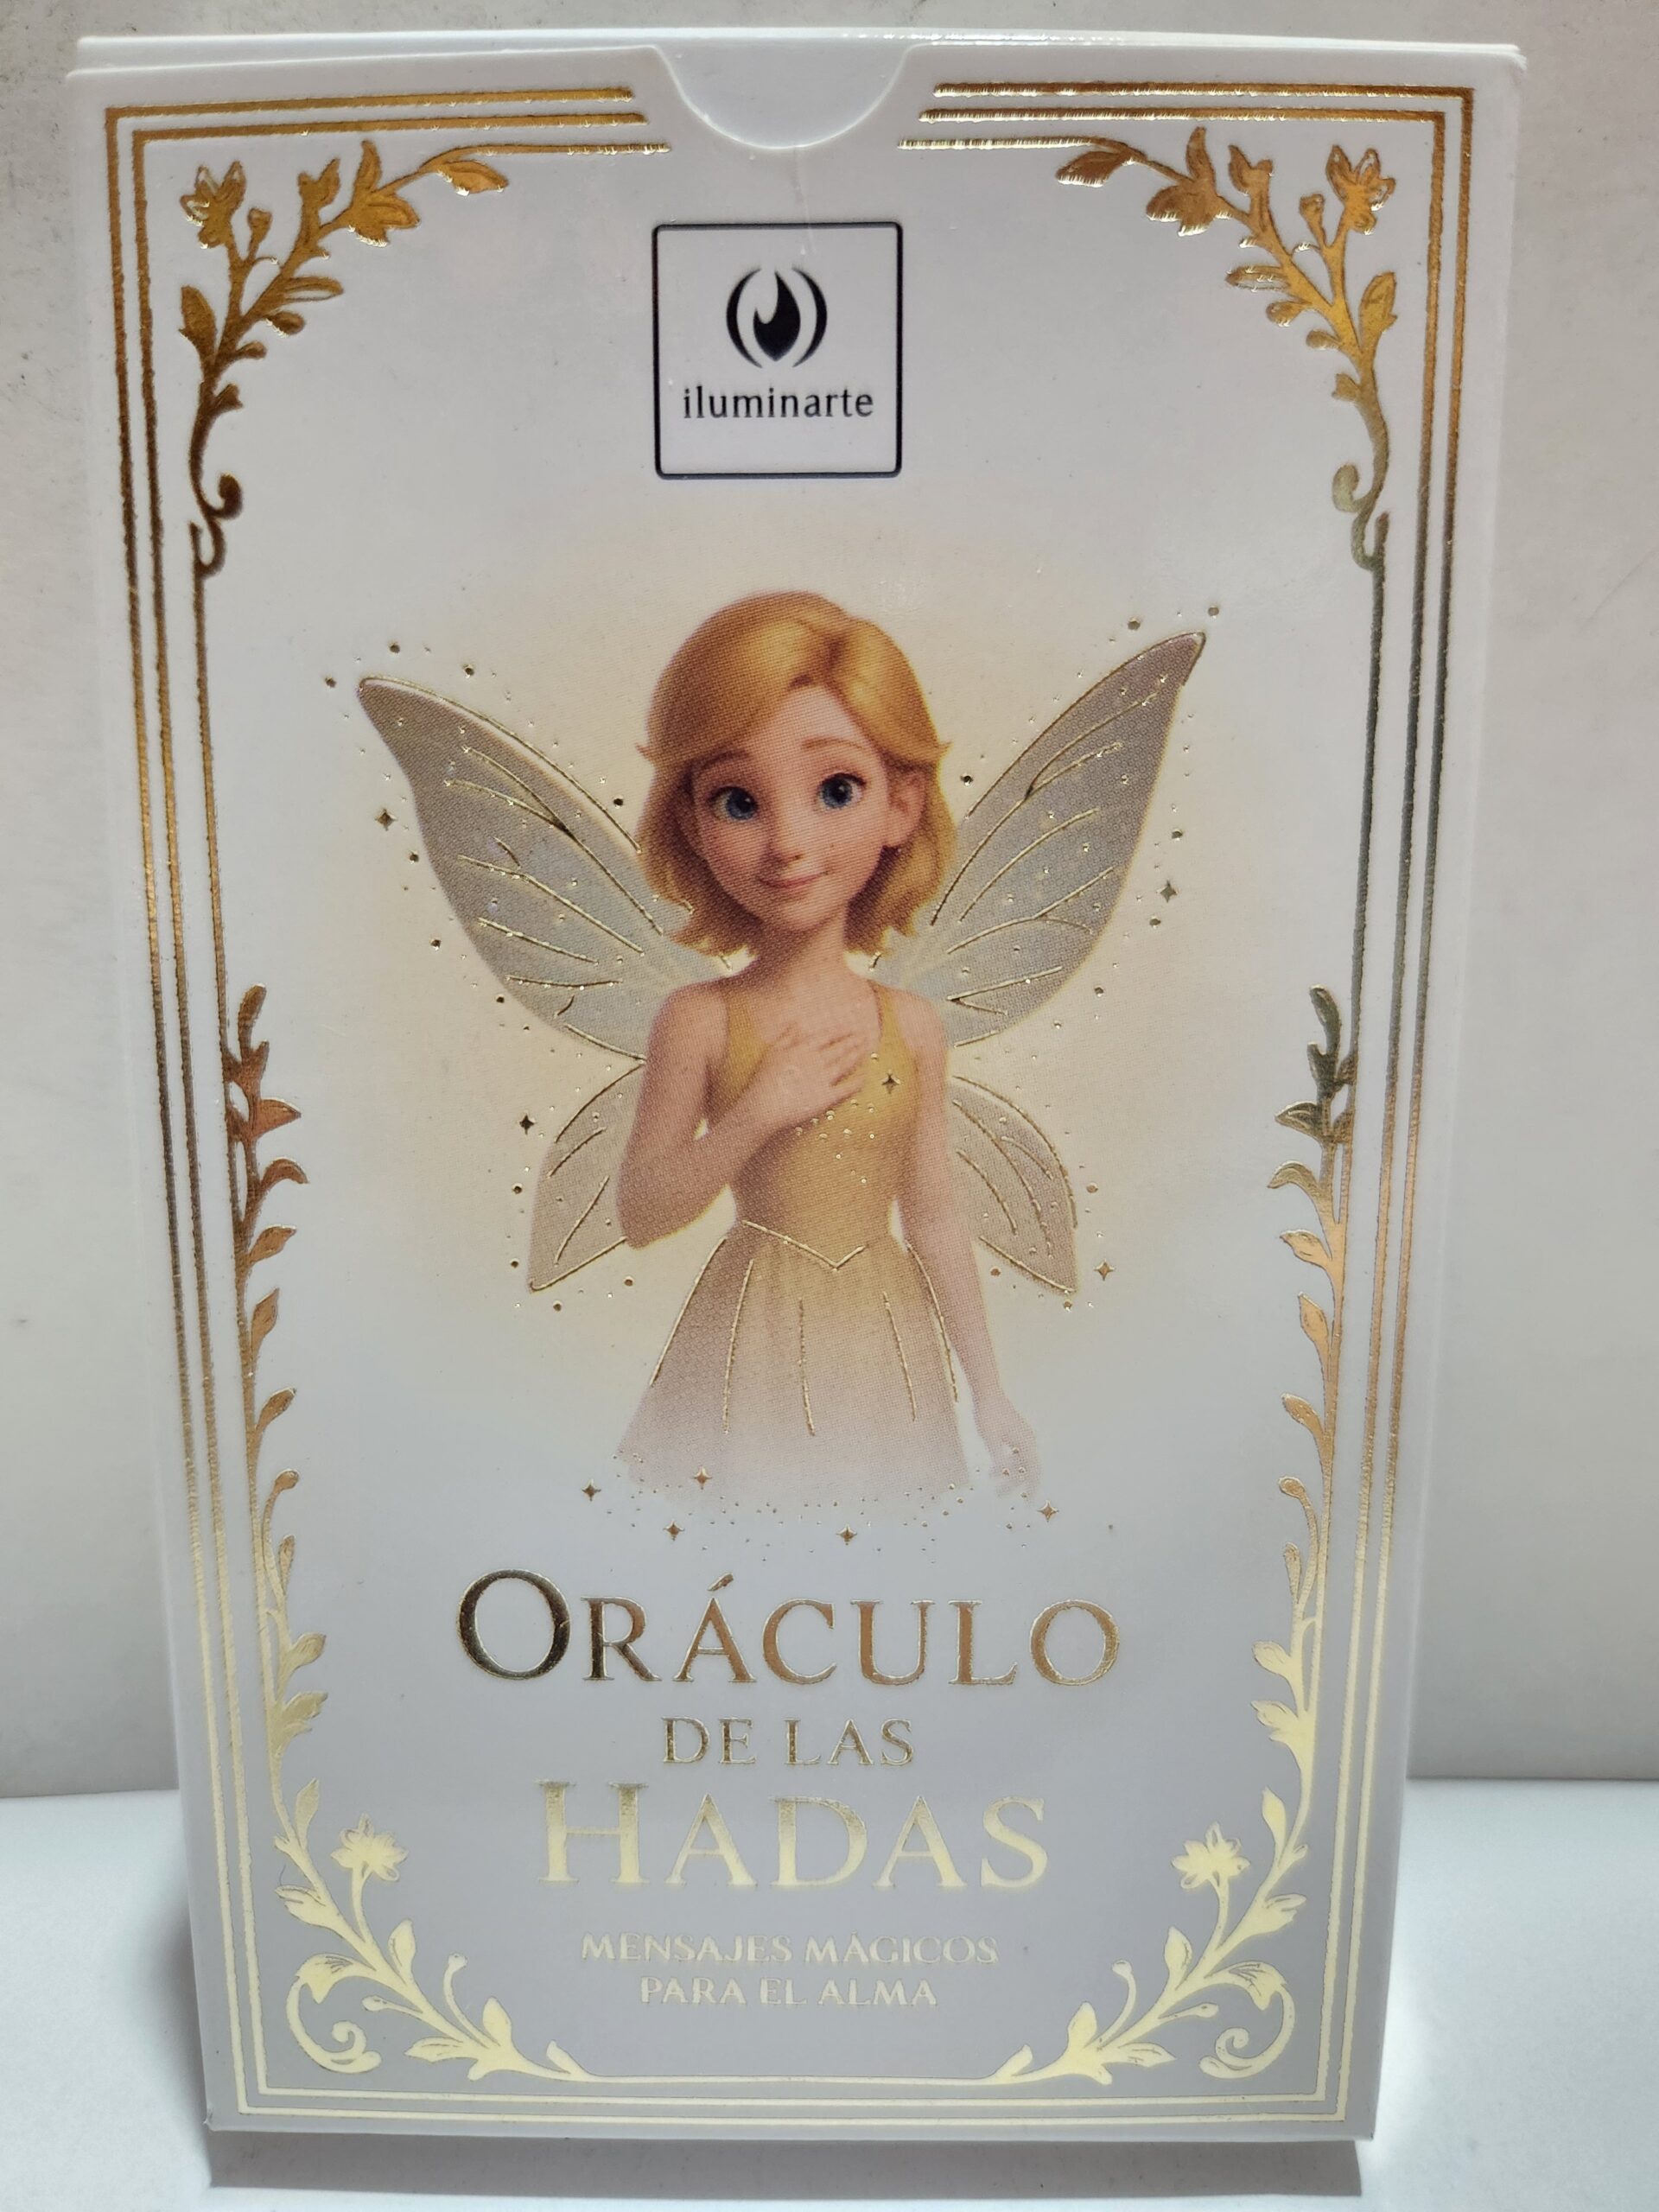 iluminarte
ORÁCULO
DE LAS
HADAS
MENSAJES MÁGICOS
PARA EL ALMA